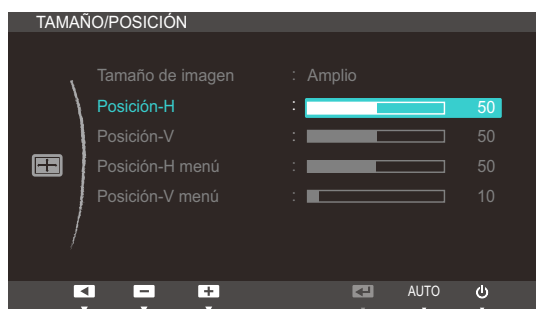 TAMAÑO/POSICIÓN
Tamaño de imagen : Amplio
Posición-H : 50
Posición-V : 50
Posición-H menú : 50
Posición-V menú : 10
AUTO